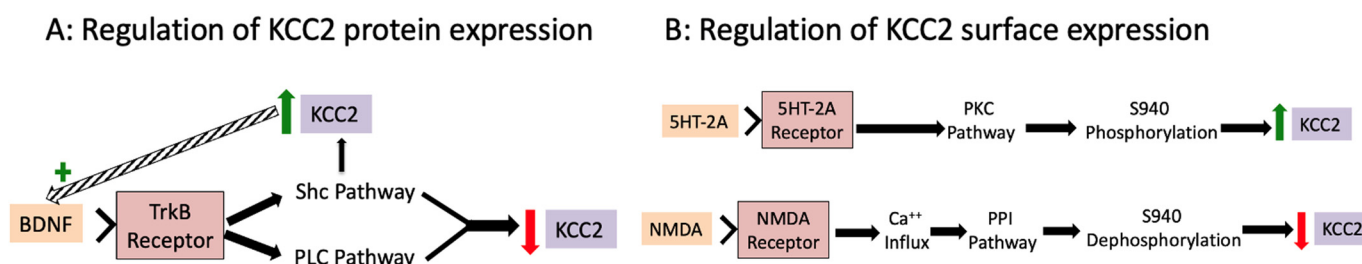 A: Regulation of KCC2 protein expression
KCC2
+
BDNF
TrkB
Receptor
Shc Pathway
PLC Pathway
KCC2
B: Regulation of KCC2 surface expression
5HT-2A
5HT-2A
Receptor
PKC
Pathway
S940
Phosphorylation
KCC2
NMDA
NMDA
Receptor
Ca⁺⁺
Influx
PPI
Pathway
S940
Dephosphorylation
KCC2